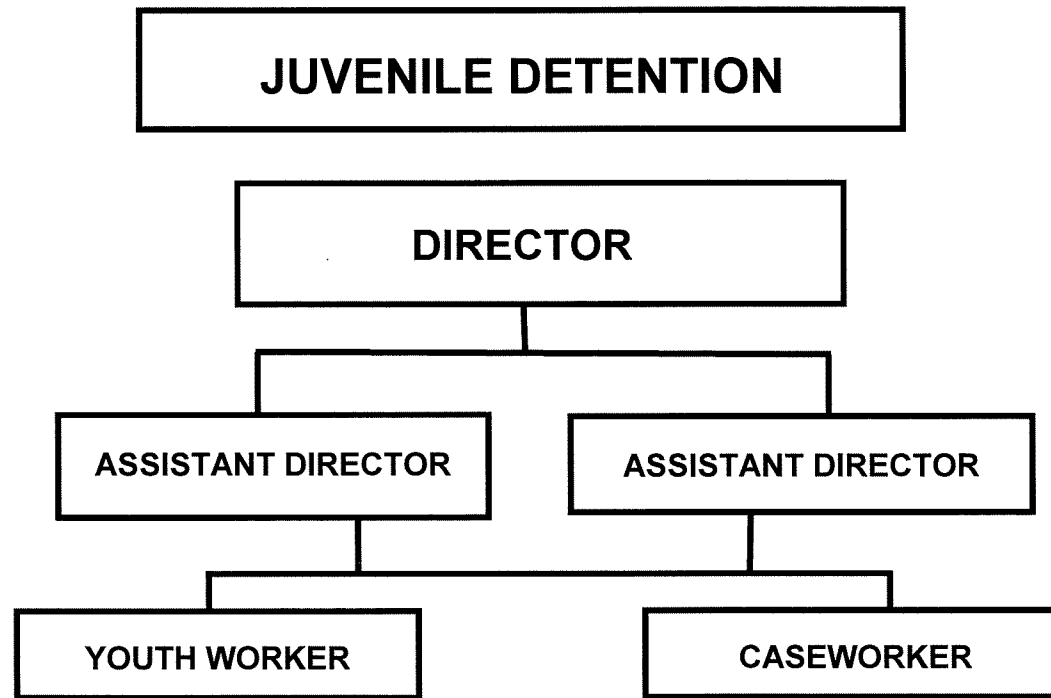 JUVENILE DETENTION
DIRECTOR
ASSISTANT DIRECTOR
ASSISTANT DIRECTOR
YOUTH WORKER
CASEWORKER